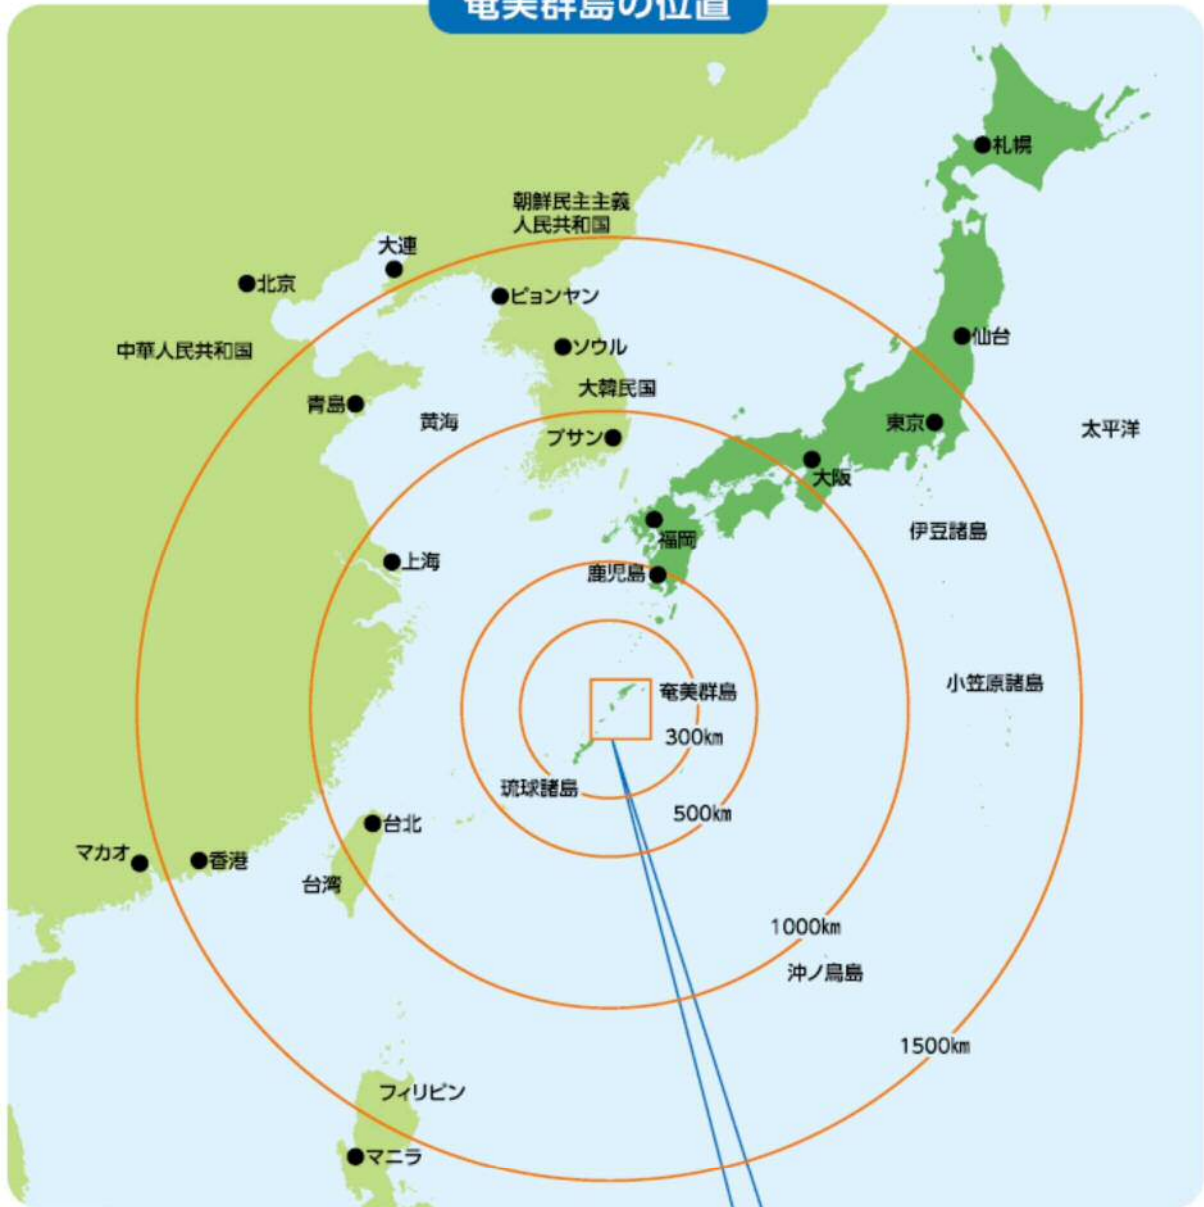 奄美群島の位置
札幌
朝鮮民主主義
人民共和国
大連
北京
ピョンヤン
仙台
中華人民共和国
ソウル
大韓民国
青島
黄海
東京
太平洋
プサン
大阪
伊豆諸島
福岡
上海
鹿児島
小笠原諸島
奄美群島
300km
琉球諸島
500km
台北
マカオ
香港
台湾
1000km
沖ノ鳥島
1500km
フィリピン
マニラ